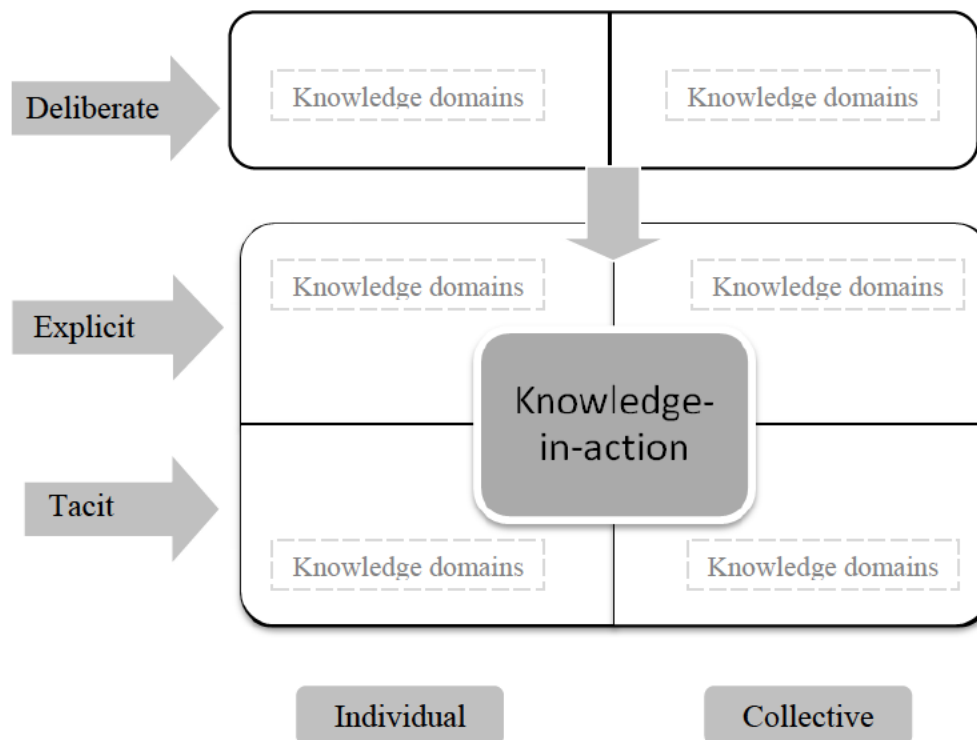 Deliberate
Knowledge domains
Knowledge domains
Explicit
Knowledge domains
Knowledge domains
Knowledge-
in-action
Tacit
Knowledge domains
Knowledge domains
Individual
Collective